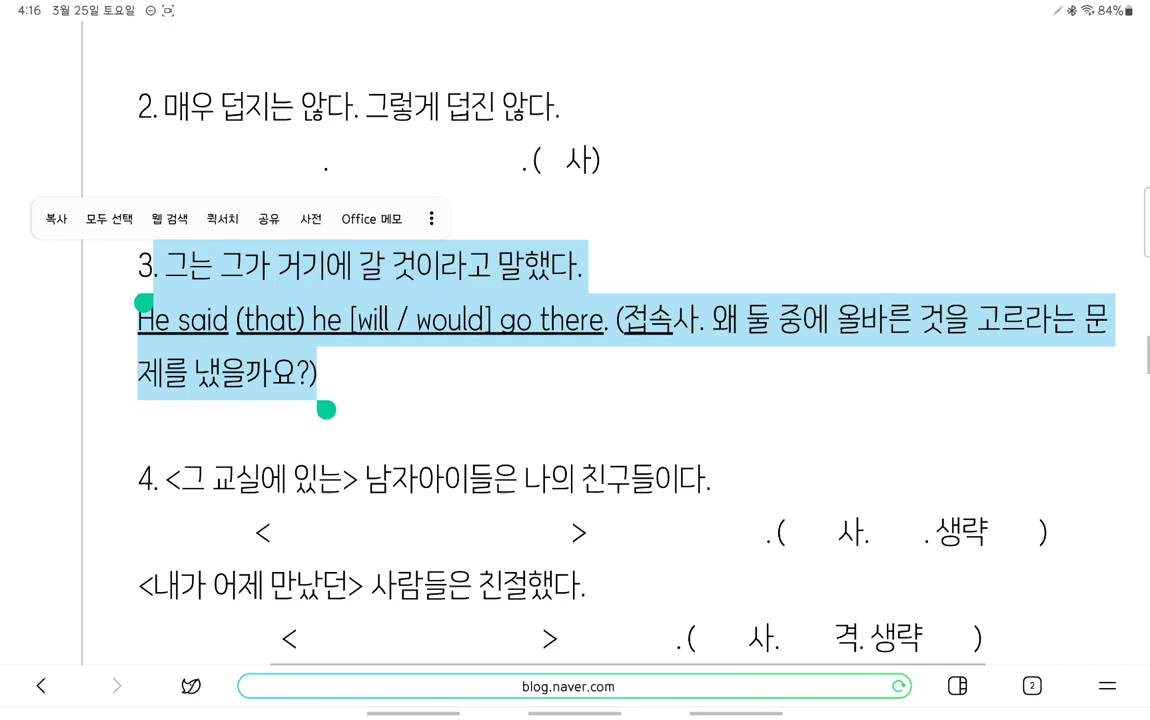 4:16 3월 25일 토요일 84%
2. 매우 덥지는 않다. 그렇게 덥진 않다.
. .( 사)
복사 모두 선택 웹 검색 퀵서치 공유 사전 Office 메모
3. 그는 그가 거기에 갈 것이라고 말했다.
He said (that) he [will / would] go there. (접속사. 왜 둘 중에 올바른 것을 고르라는 문
제를 냈을까요?)
4. <그 교실에 있는> 남자아이들은 나의 친구들이다.
< > .( 사. . 생략 )
<내가 어제 만났던> 사람들은 친절했다.
< > .( 사. 격. 생략 )
blog.naver.com 2